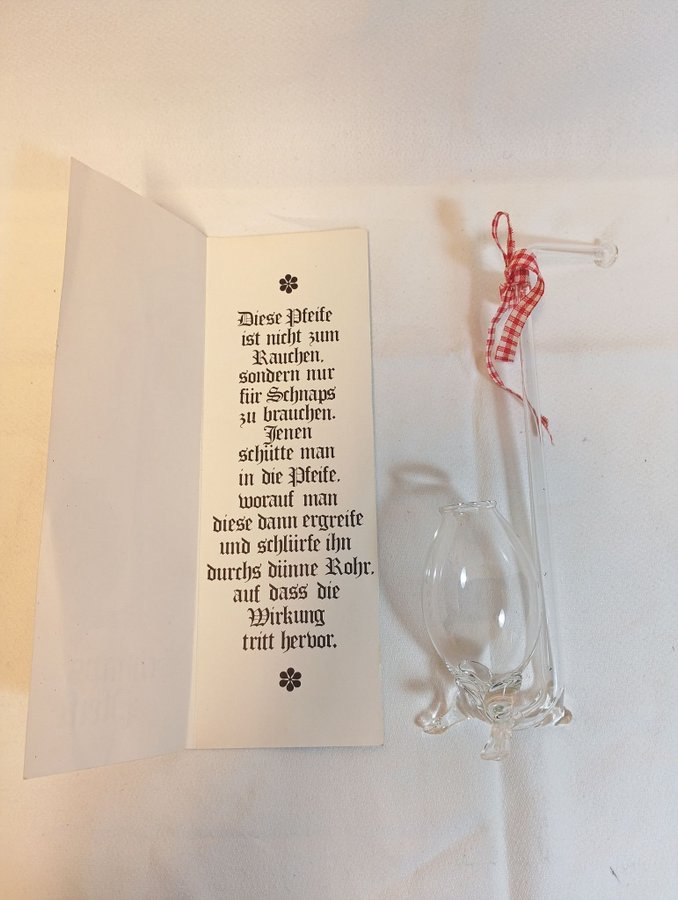 Diese Pfeife
ist nicht zum
Rauchen,
sondern nur
für Schnaps
zu brauchen.
Jenen
schütte man
in die Pfeife,
worauf man
diese dann ergreife
und schlürfe ihn
durchs dünne Rohr,
auf dass die
Wirkung
tritt hervor.